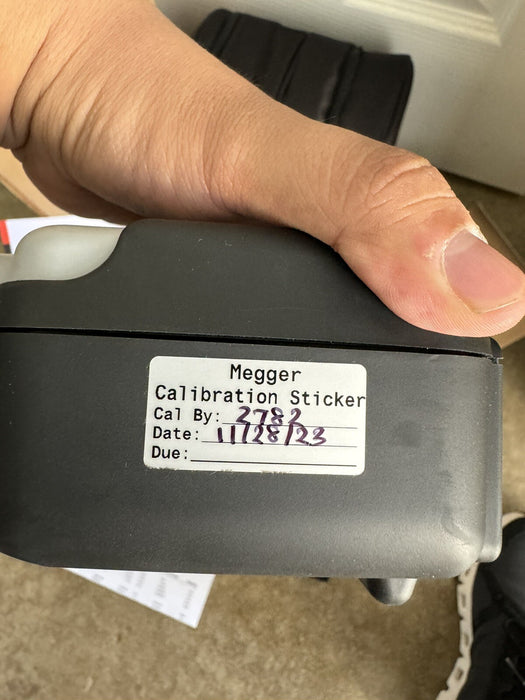 Megger
Calibration Sticker
Cal By: 2782
Date: 11/28/23
Due: